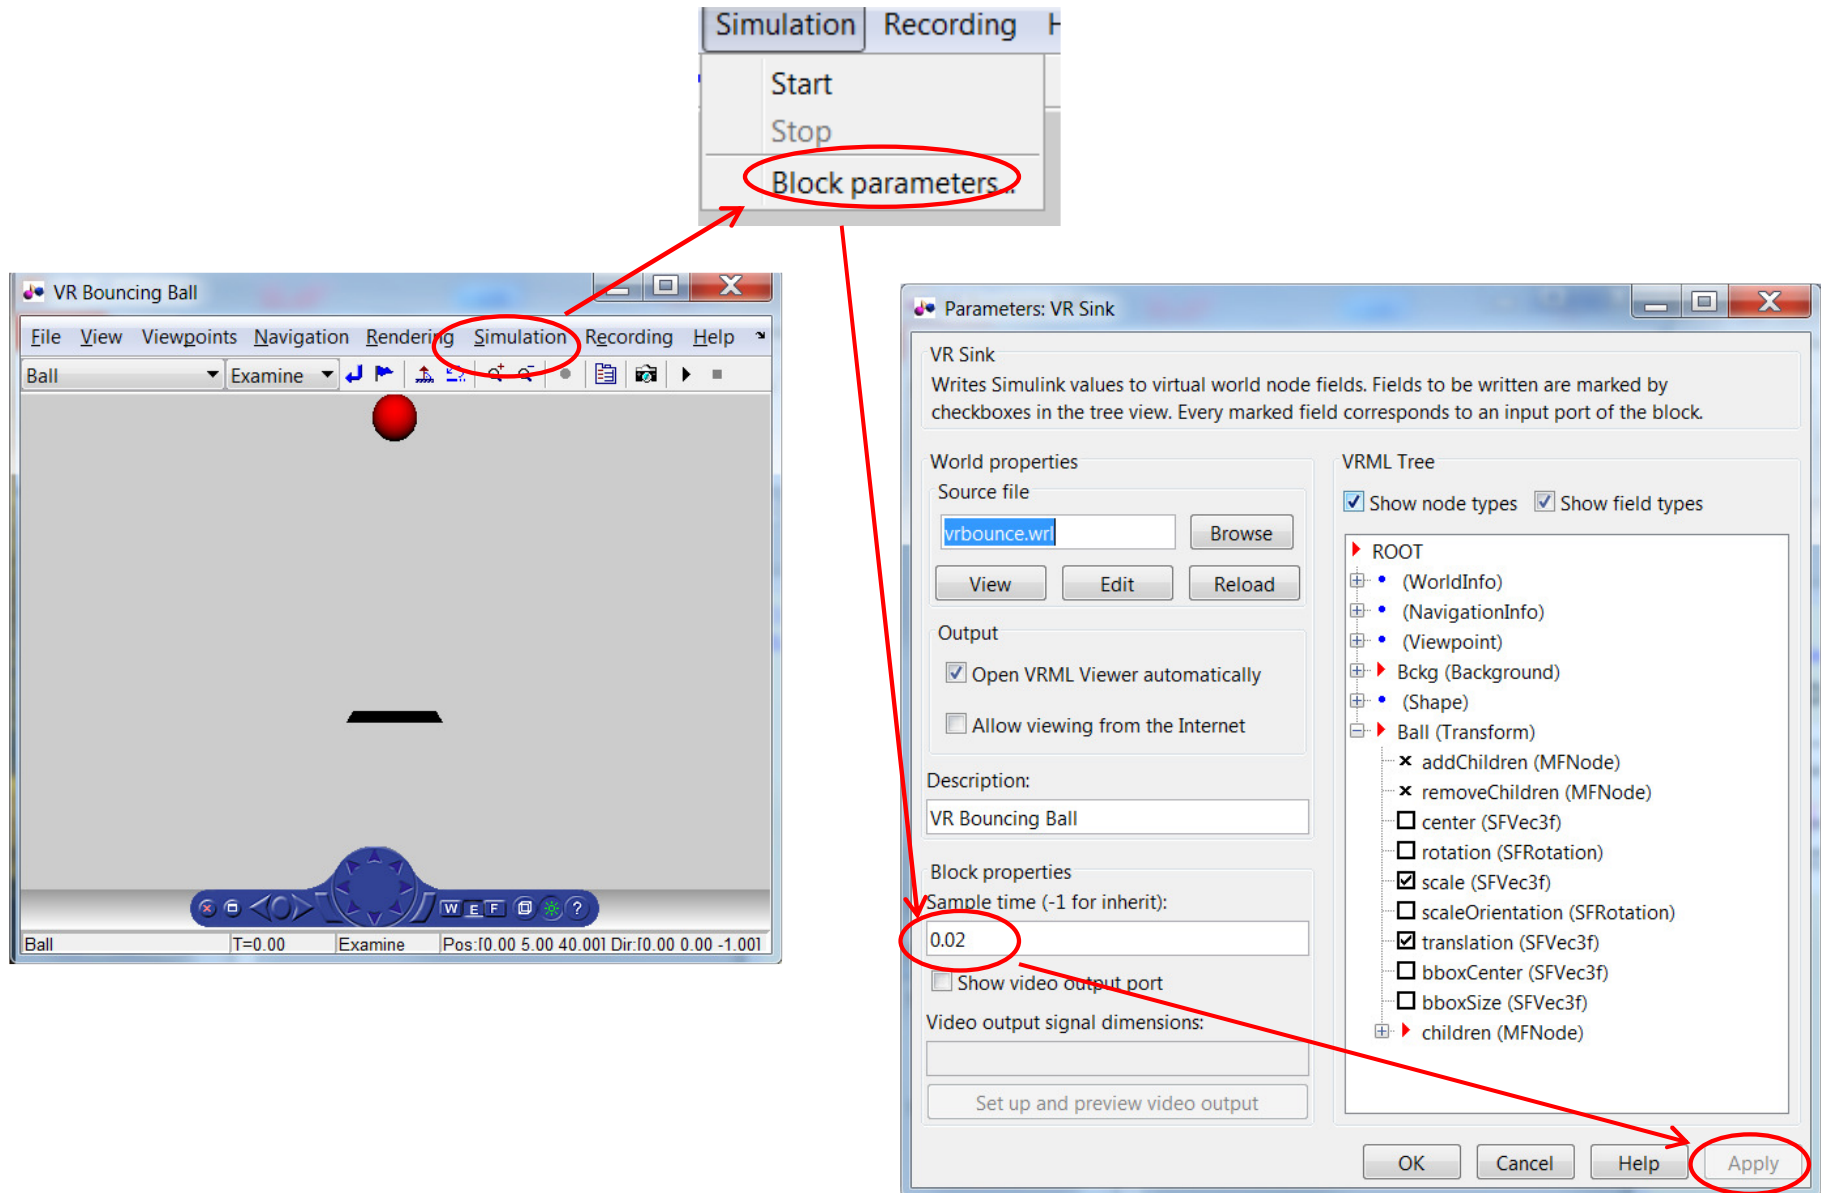 Simulation Recording
Start
Stop
Block parameters...
VR Bouncing Ball
File View Viewpoints Navigation Rendering Simulation Recording Help
Ball Examine
W E F ?
Ball T=0.00 Examine Pos:[0.00 5.00 40.00] Dir:[0.00 0.00 -1.00]
Parameters: VR Sink
VR Sink
Writes Simulink values to virtual world node fields. Fields to be written are marked by
checkboxes in the tree view. Every marked field corresponds to an input port of the block.
World properties
Source file
vrbounce.wrl Browse
View Edit Reload
Output
Open VRML Viewer automatically
Allow viewing from the Internet
Description:
VR Bouncing Ball
Block properties
Sample time (-1 for inherit):
0.02
Show video output port
Video output signal dimensions:
Set up and preview video output
VRML Tree
Show node types Show field types
ROOT
(WorldInfo)
(NavigationInfo)
(Viewpoint)
Bckg (Background)
(Shape)
Ball (Transform)
addChildren (MFNode)
removeChildren (MFNode)
center (SFVec3f)
rotation (SFRotation)
scale (SFVec3f)
scaleOrientation (SFRotation)
translation (SFVec3f)
bboxCenter (SFVec3f)
bboxSize (SFVec3f)
children (MFNode)
OK Cancel Help Apply